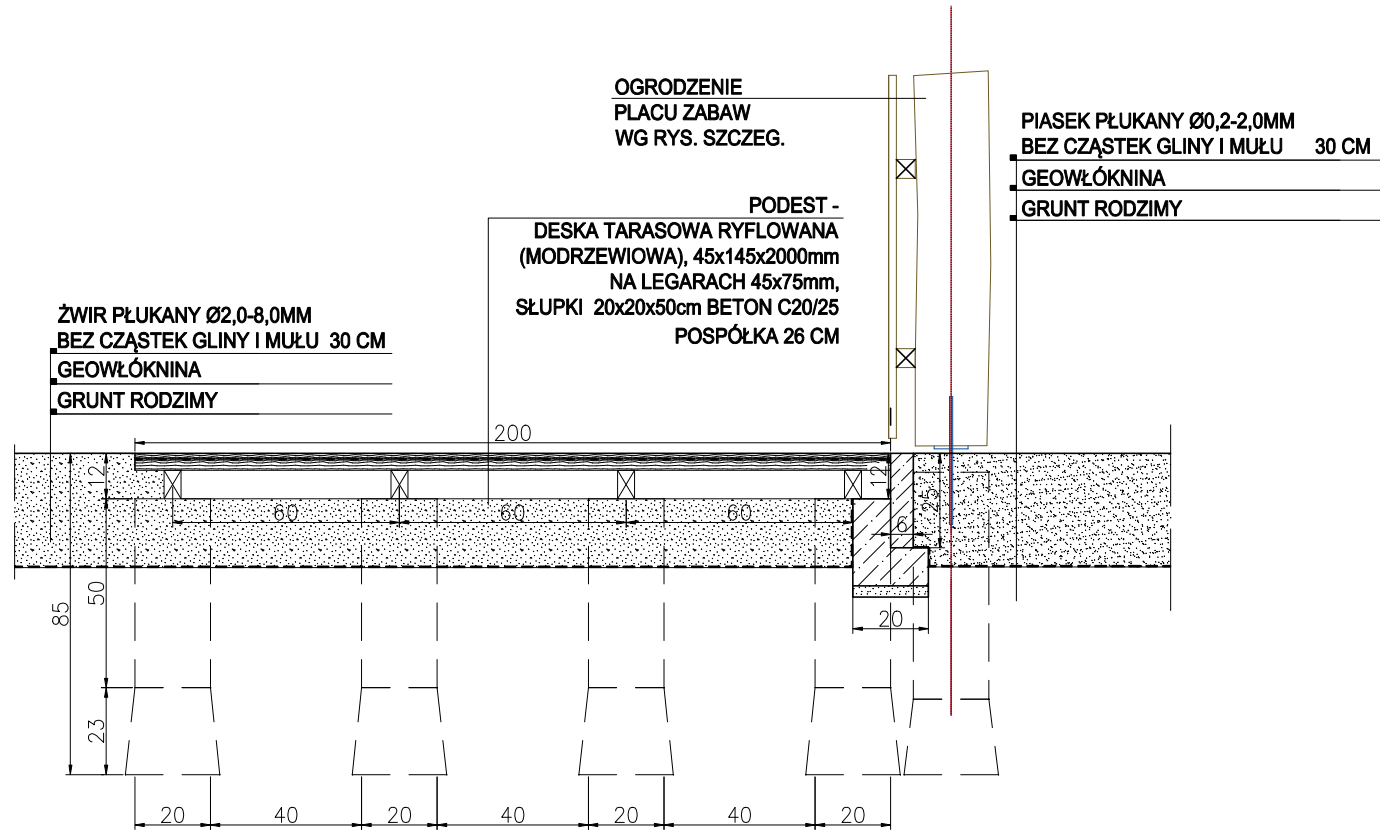 OGRODZENIE
PLACU ZABAW
WG RYS. SZCZEG.
PIASEK PŁUKANY Ø0,2-2,0MM
BEZ CZĄSTEK GLINY I MUŁU 30 CM
GEOWŁÓKNINA
GRUNT RODZIMY
PODEST -
DESKA TARASOWA RYFLOWANA
(MODRZEWIOWA), 45x145x2000mm
NA LEGARACH 45x75mm,
SŁUPKI 20x20x50cm BETON C20/25
POSPÓŁKA 26 CM
ŻWIR PŁUKANY Ø2,0-8,0MM
BEZ CZĄSTEK GLINY I MUŁU 30 CM
GEOWŁÓKNINA
GRUNT RODZIMY
200
12
12
25
60
60
60
6
50
85
20
23
20
40
20
40
20
40
20